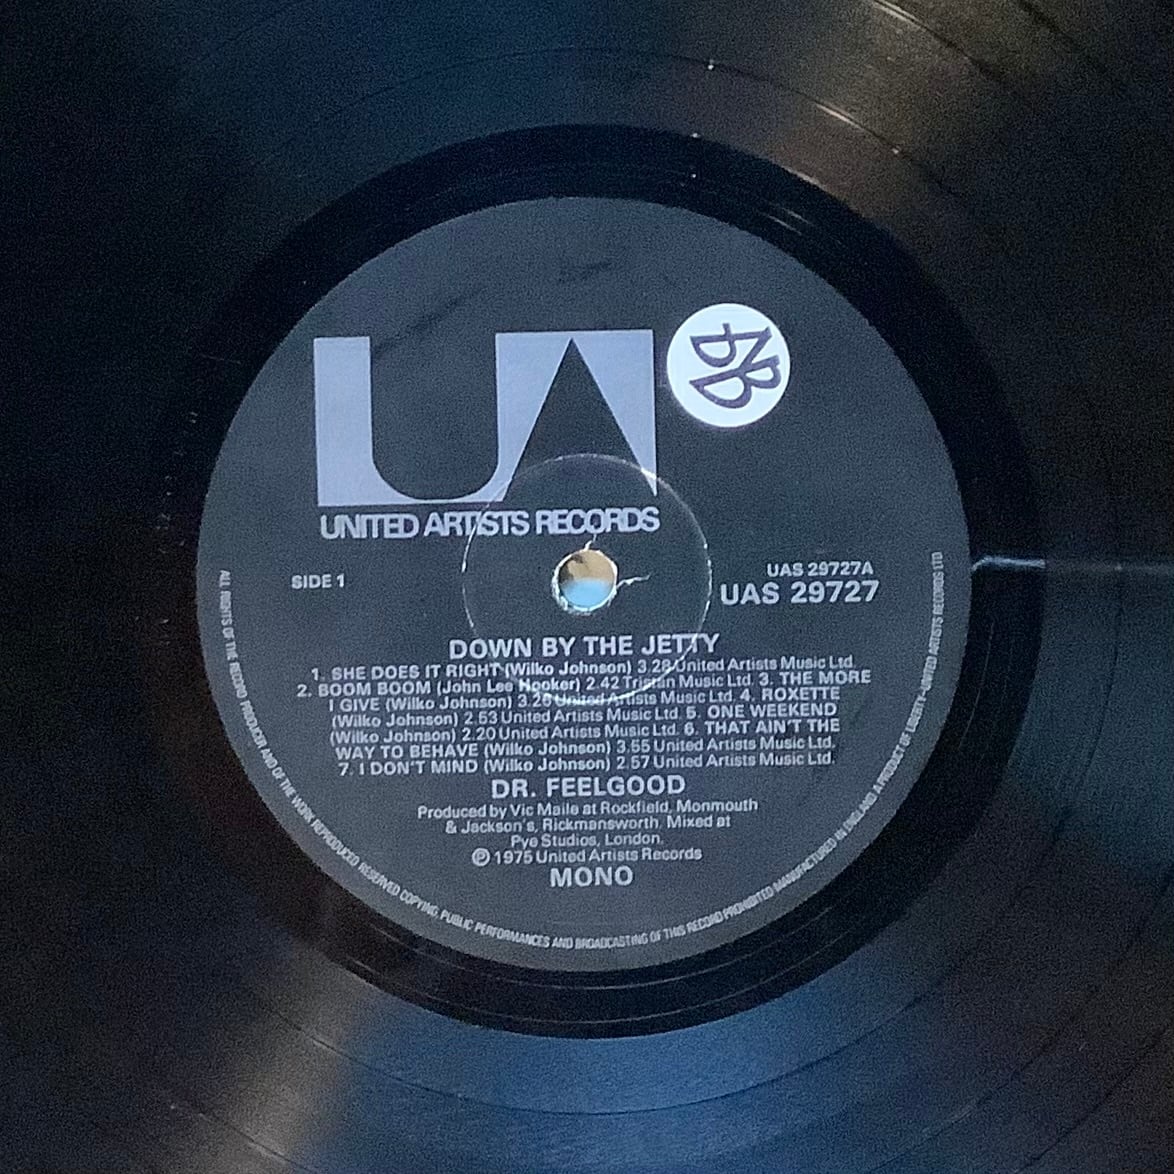 UA
UNITED ARTISTS RECORDS
SIDE 1
UAS 29727A
UAS 29727
DOWN BY THE JETTY
1. SHE DOES IT RIGHT (Wilko Johnson) 3.28 United Artists Music Ltd.
2. BOOM BOOM (John Lee Hooker) 2.42 Tristan Music Ltd. 3. THE MORE
I GIVE (Wilko Johnson) 3.26 United Artists Music Ltd. 4. ROXETTE
(Wilko Johnson) 2.53 United Artists Music Ltd. 5. ONE WEEKEND
(Wilko Johnson) 2.20 United Artists Music Ltd. 6. THAT AIN'T THE
WAY TO BEHAVE (Wilko Johnson) 3.55 United Artists Music Ltd.
7. I DON'T MIND (Wilko Johnson) 2.57 United Artists Music Ltd.
DR. FEELGOOD
Produced by Vic Maile at Rockfield, Monmouth
& Jackson's, Rickmansworth. Mixed at
Pye Studios, London.
℗ 1975 United Artists Records
MONO
ALL RIGHTS OF THE RECORD PRODUCER AND OF THE WORK REPRODUCED RESERVED COPYING, PUBLIC PERFORMANCES AND BROADCASTING OF THIS RECORD PROHIBITED MANUFACTURED IN ENGLAND A PRODUCT OF LIBERTY-UNITED ARTISTS RECORDS LTD